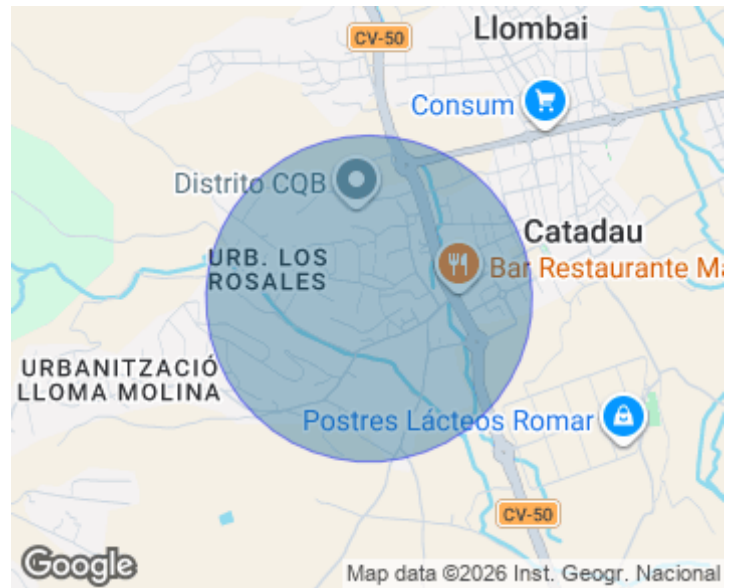 Llombai
CV-50
Consum
Distrito CQB
Catadau
URB. LOS
ROSALES
Bar Restaurante Ma
URBANITZACIÓ
LLOMA MOLINA
Postres Lácteos Romar
CV-50
Google
Map data ©2026 Inst. Geogr. Nacional